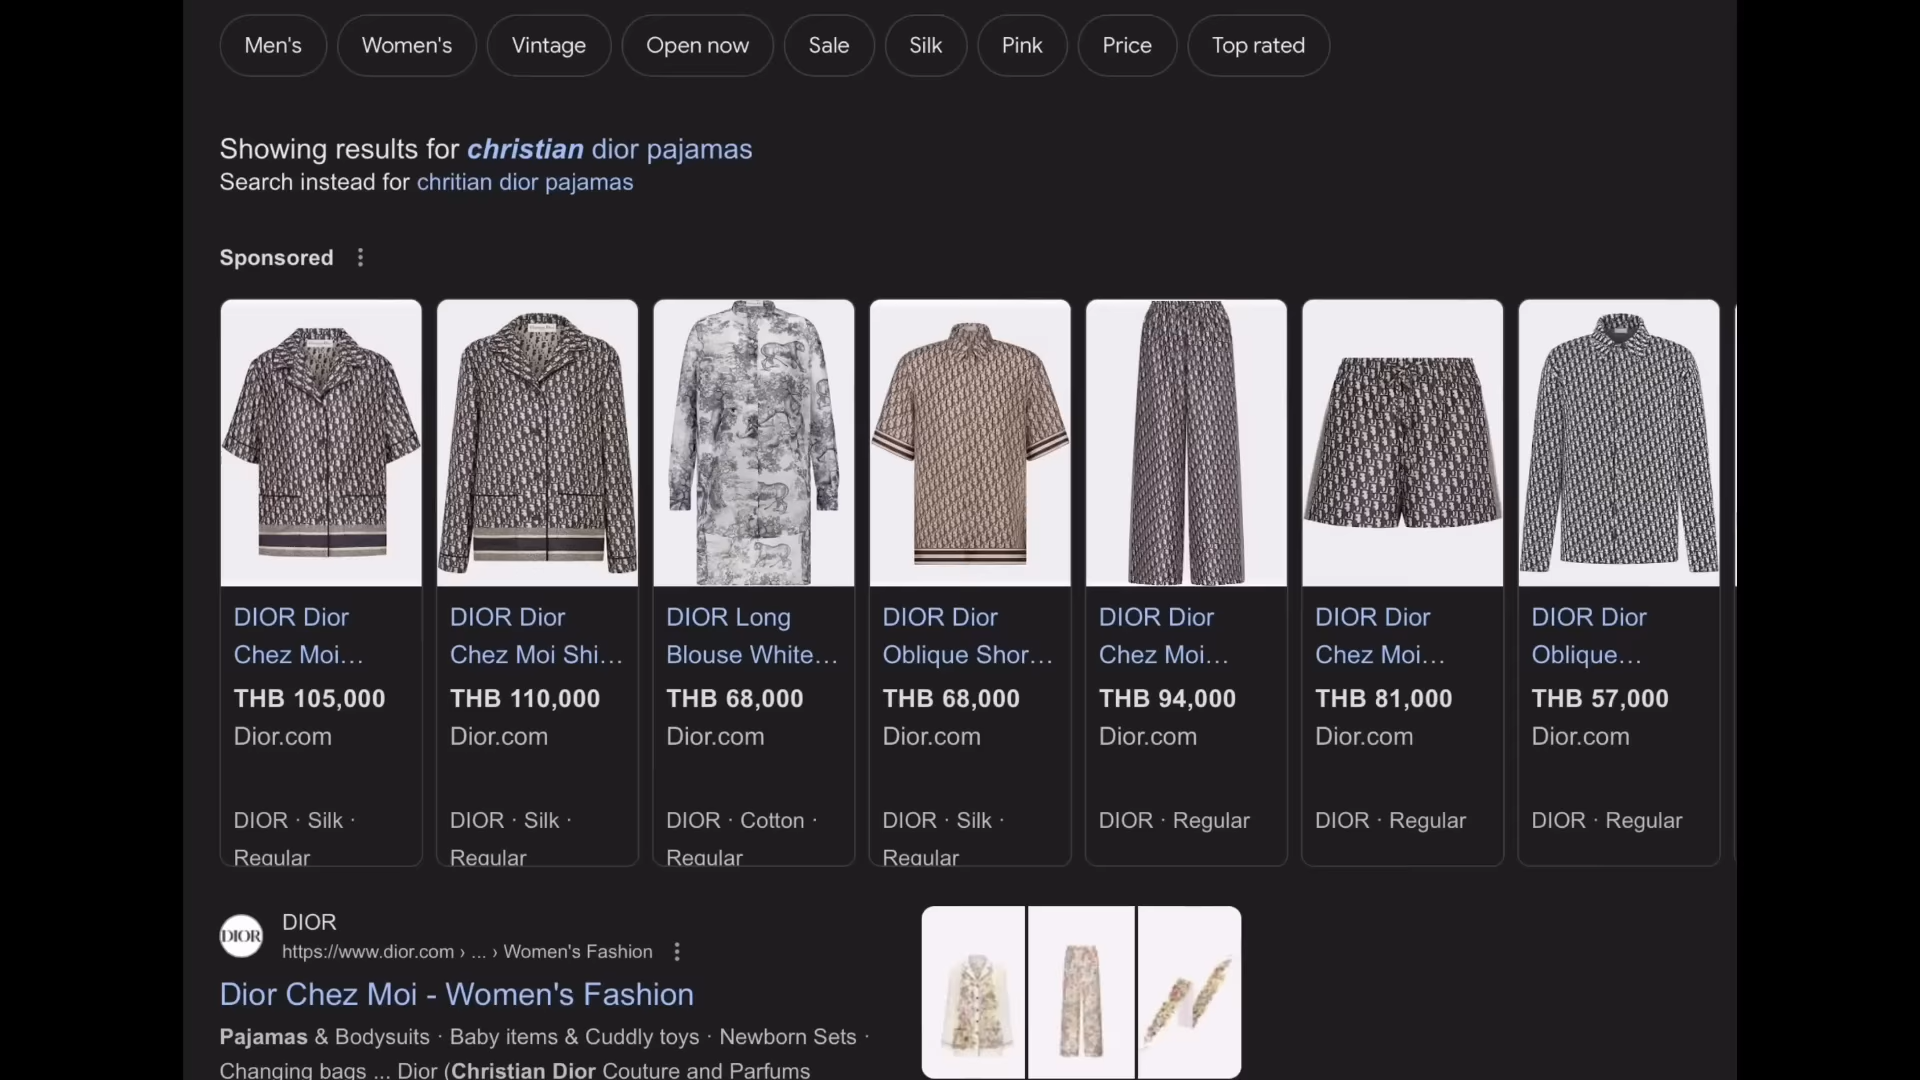 Men's
Women's
Vintage
Open now
Sale
Silk
Pink
Price
Top rated
Showing results for christian dior pajamas
Search instead for chritian dior pajamas
Sponsored
DIOR Dior
Chez Moi…
THB 105,000
Dior.com
DIOR · Silk ·
Regular
DIOR Dior
Chez Moi Shi…
THB 110,000
Dior.com
DIOR · Silk ·
Regular
DIOR Long
Blouse White…
THB 68,000
Dior.com
DIOR · Cotton ·
Regular
DIOR Dior
Oblique Shor…
THB 68,000
Dior.com
DIOR · Silk ·
Regular
DIOR Dior
Chez Moi…
THB 94,000
Dior.com
DIOR · Regular
DIOR Dior
Chez Moi…
THB 81,000
Dior.com
DIOR · Regular
DIOR Dior
Oblique…
THB 57,000
Dior.com
DIOR · Regular
DIOR
DIOR
https://www.dior.com › ... › Women's Fashion
Dior Chez Moi - Women's Fashion
Pajamas & Bodysuits · Baby items & Cuddly toys · Newborn Sets ·
Changing bags ... Dior (Christian Dior Couture and Parfums